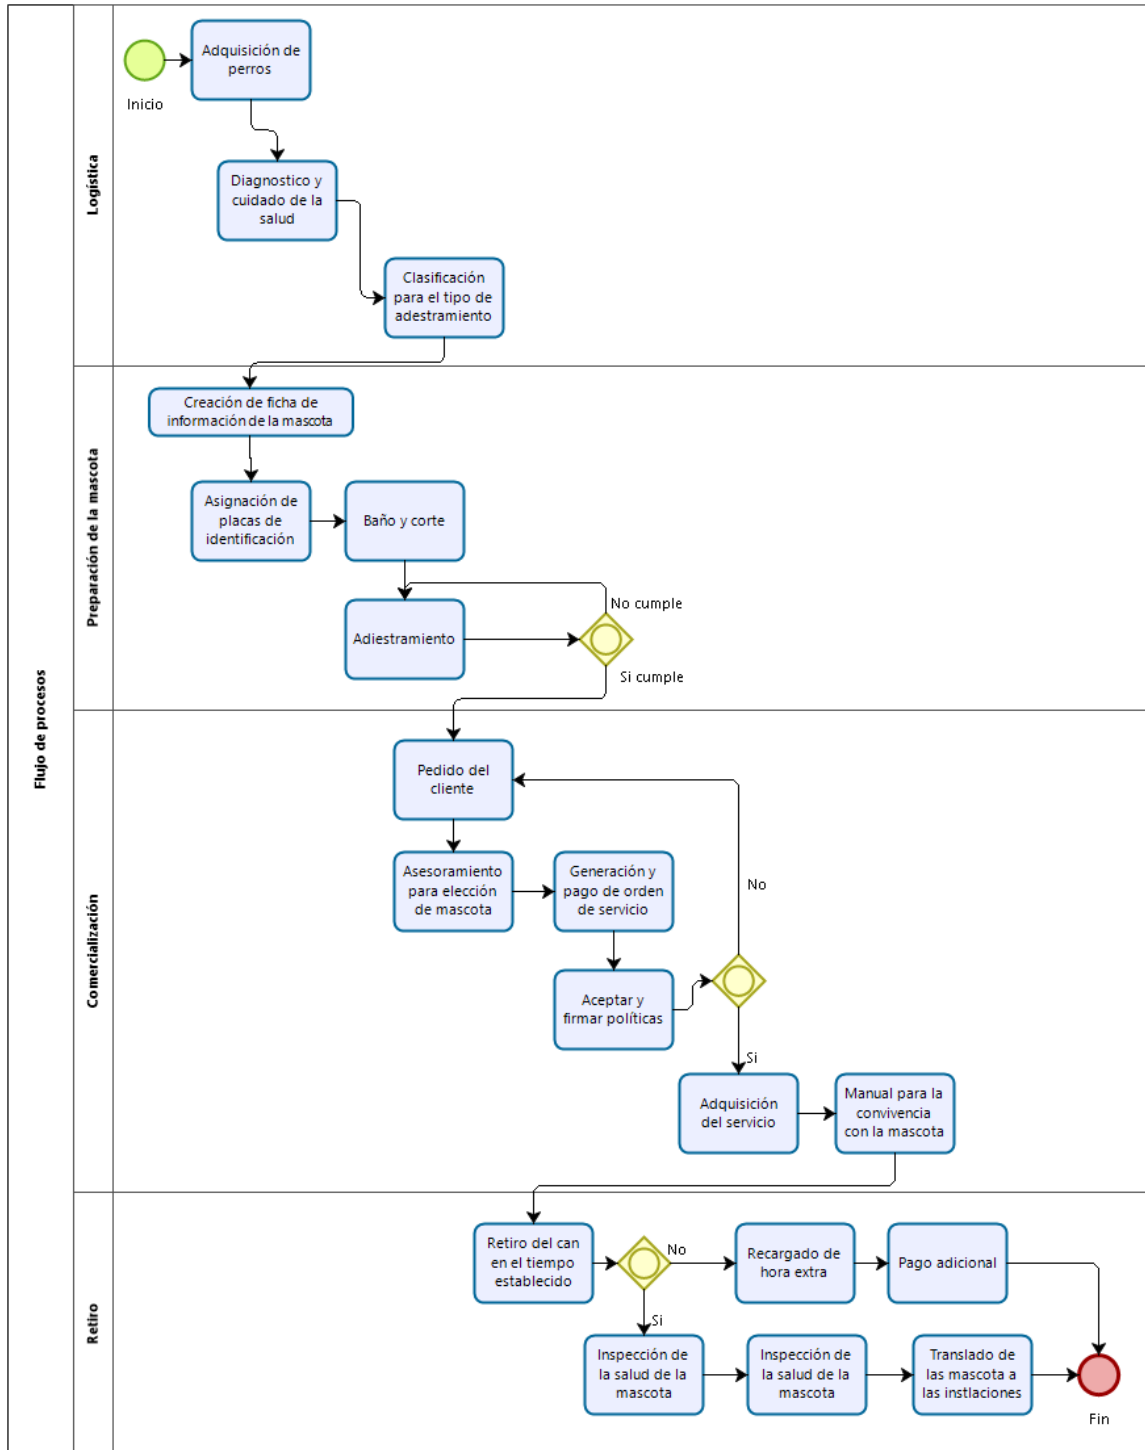 Flujo de procesos
Logística
Inicio
Adquisición de
perros
Diagnostico y
cuidado de la
salud
Clasificación
para el tipo de
adestramiento
Preparación de la mascota
Creación de ficha de
información de la mascota
Asignación de
placas de
identificación
Baño y corte
Adiestramiento
No cumple
Si cumple
Comercialización
Pedido del
cliente
Asesoramiento
para elección
de mascota
Generación y
pago de orden
de servicio
Aceptar y
firmar políticas
No
Si
Adquisición
del servicio
Manual para la
convivencia
con la mascota
Retiro
Retiro del can
en el tiempo
establecido
No
Recargado de
hora extra
Pago adicional
Si
Inspección de
la salud de la
mascota
Inspección de
la salud de la
mascota
Translado de
las mascota a
las instlaciones
Fin